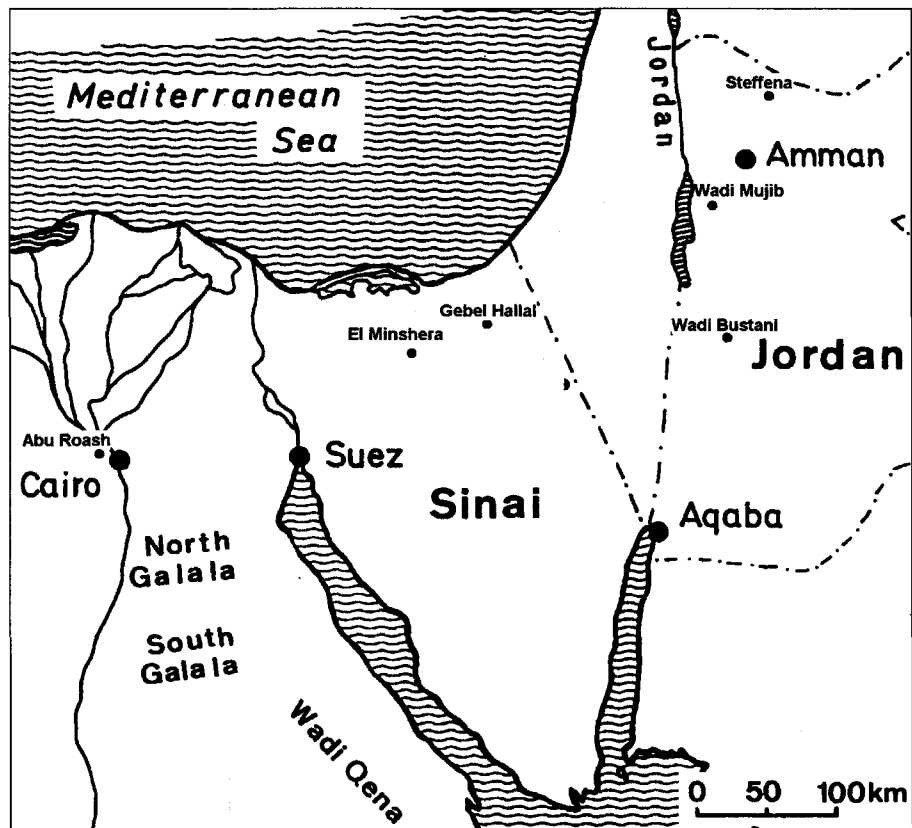 Mediterranean
Sea
Jordan
Steffena
Amman
Wadi Mujib
Gebel Hallal
El Minshera
Wadi Bustani
Jordan
Abu Roash
Cairo
Suez
Sinai
Aqaba
North
Galala
South
Galala
Wadi Qena
0 50 100km